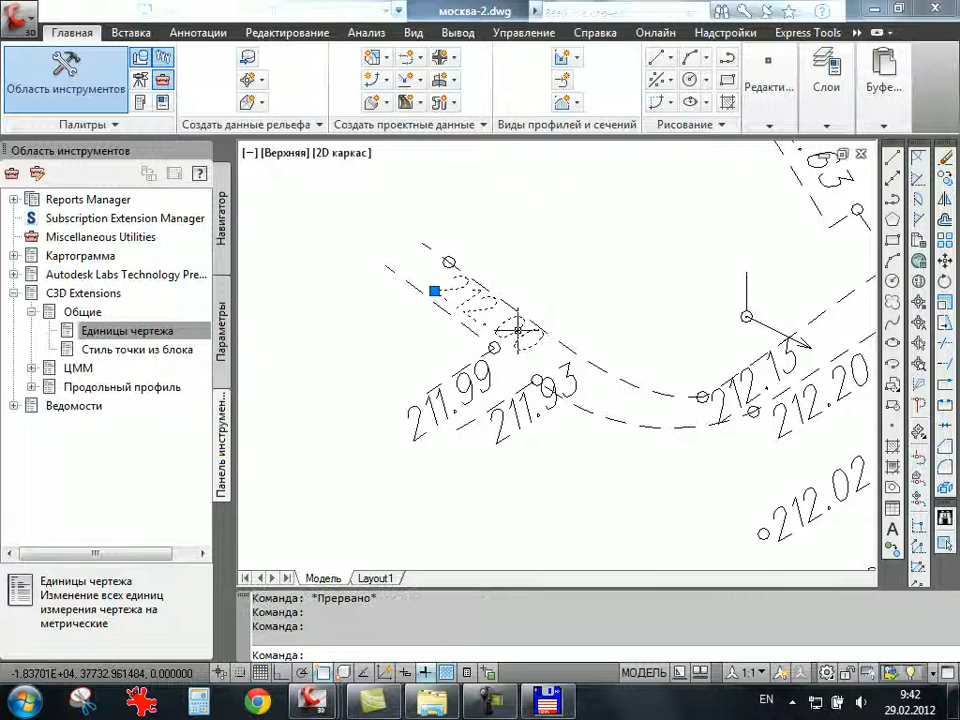 3D
москва-2.dwg
Главная Вставка Аннотации Редактирование Анализ Вид Вывод Управление Справка Онлайн Надстройки Express Tools
Область инструментов
Редакти...
Слои
Буфе...
Палитры
Создать данные рельефа
Создать проектные данные
Виды профилей и сечений
Рисование
Область инструментов
[−][Верхняя][2D каркас]
Reports Manager
Subscription Extension Manager
Miscellaneous Utilities
Картография
Autodesk Labs Technology Pre...
C3D Extensions
Общие
Единицы чертежа
Стиль точки из блока
ЦММ
Продольный профиль
Ведомости
Навигатор
Параметры
Панель инструмен...
211.99
211.93
212.15
212.20
212.02
Модель Layout1
Единицы чертежа
Изменение всех единиц
измерения чертежа на
метрические
Команда: *Прервано*
Команда:
Команда:
Команда:
-1.83701E+04, 37732.961484, 0.000000
МОДЕЛЬ
1:1
EN
9:42
29.02.2012